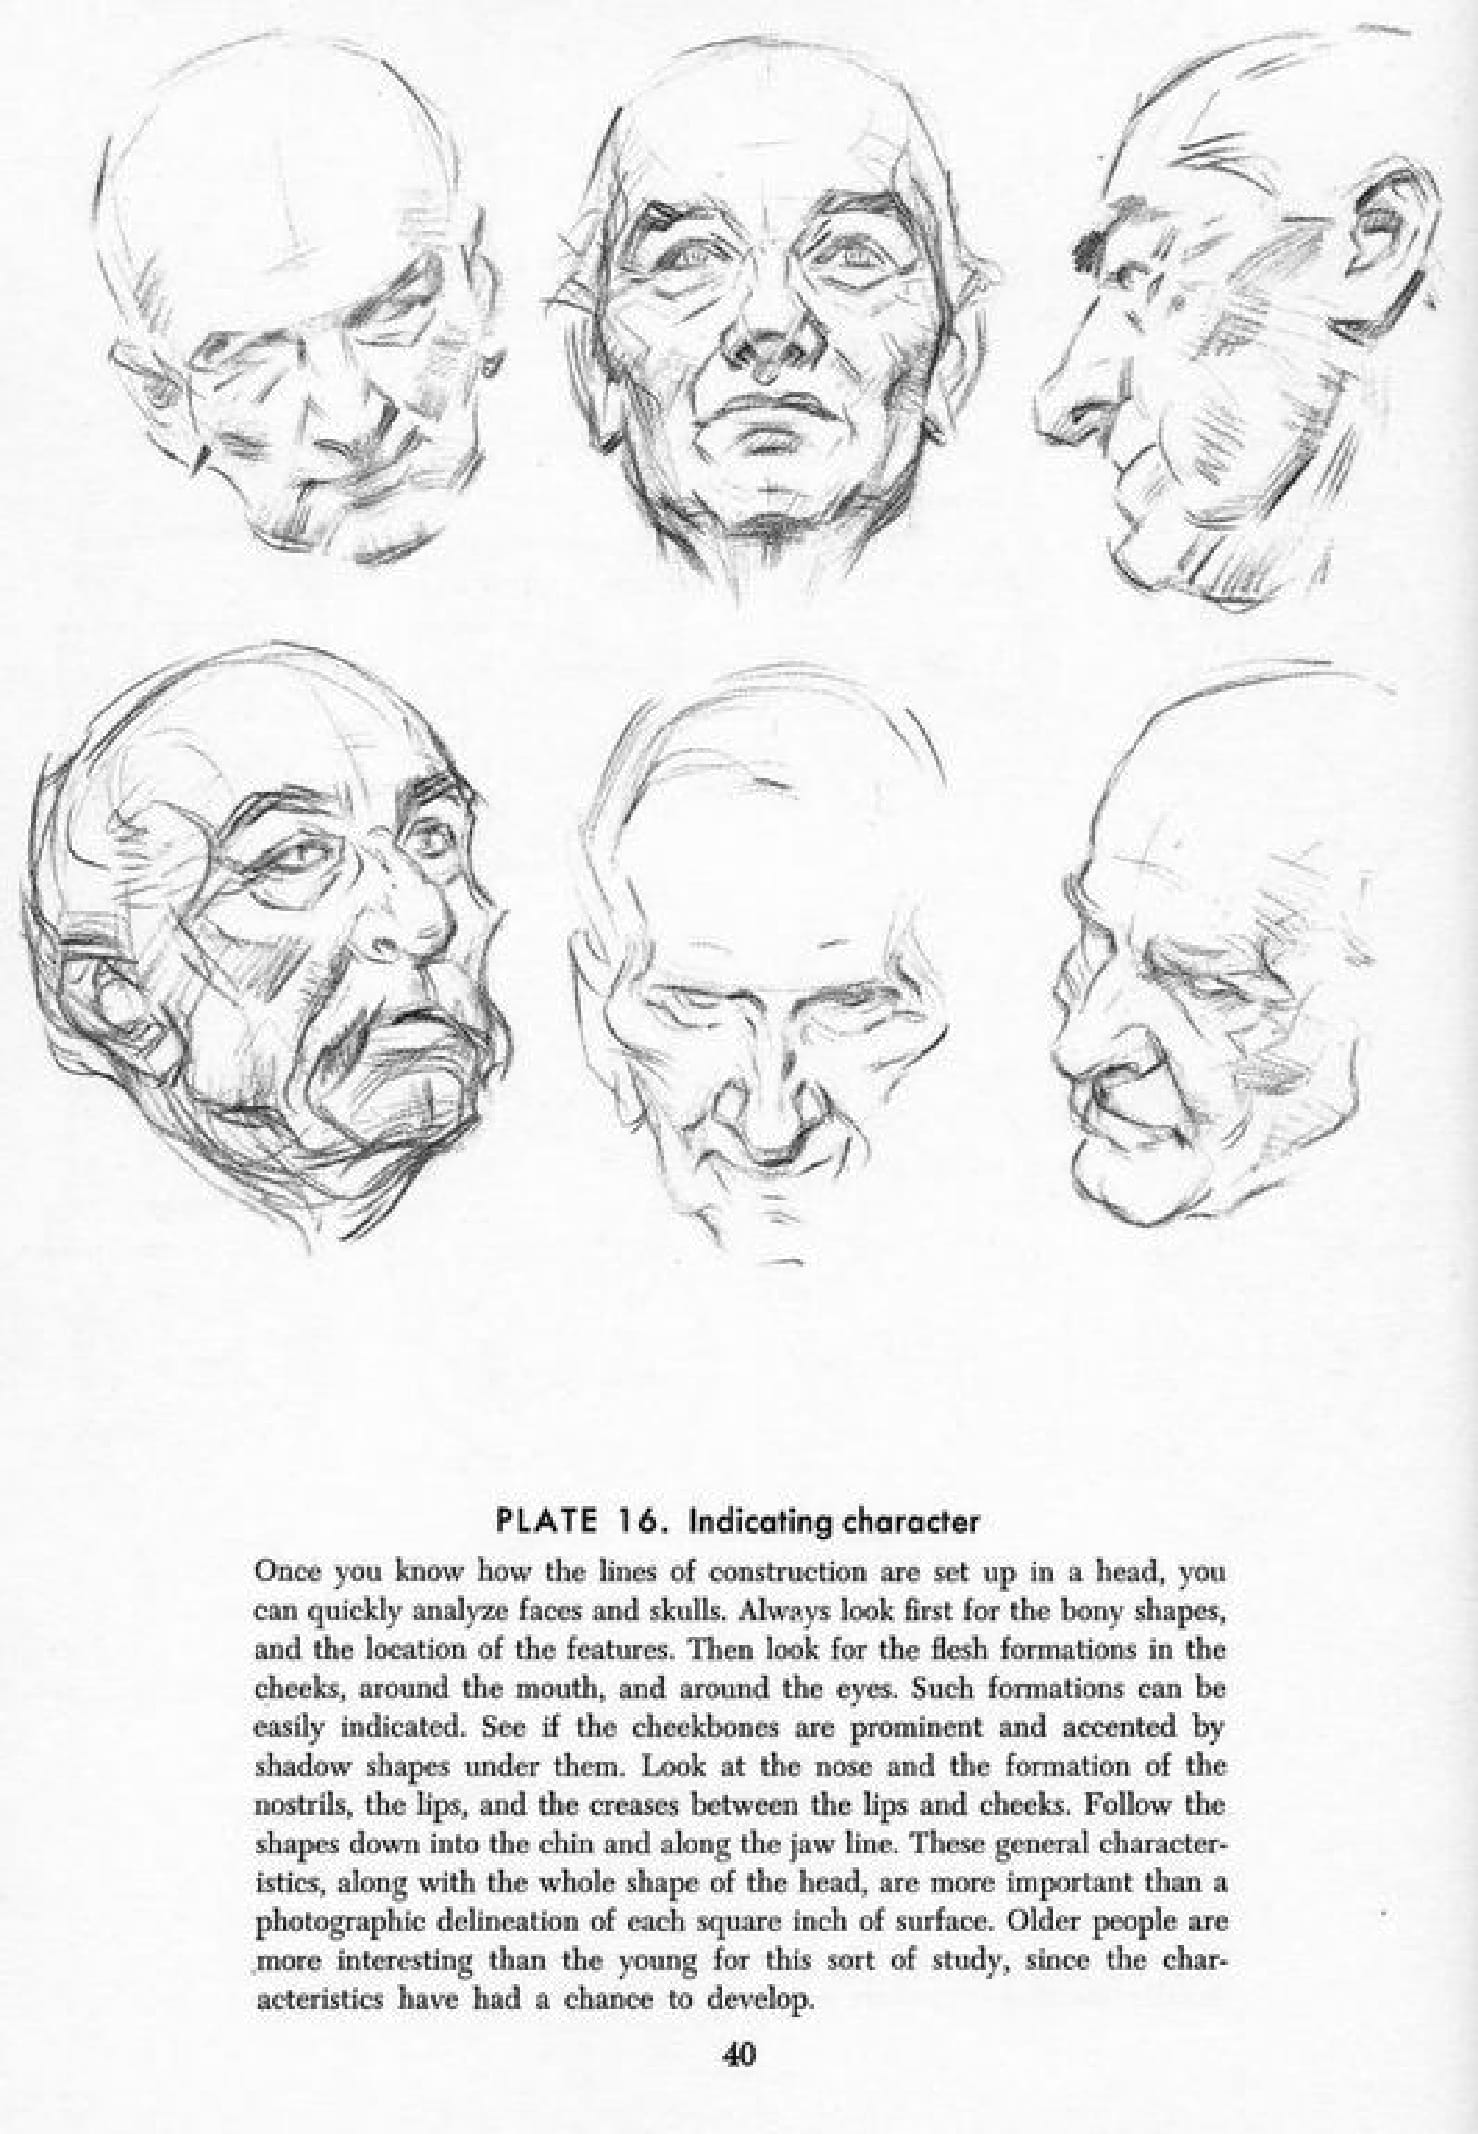 PLATE 16. Indicating character
Once you know how the lines of construction are set up in a head, you
can quickly analyze faces and skulls. Always look first for the bony shapes,
and the location of the features. Then look for the flesh formations in the
cheeks, around the mouth, and around the eyes. Such formations can be
easily indicated. See if the cheekbones are prominent and accented by
shadow shapes under them. Look at the nose and the formation of the
nostrils, the lips, and the creases between the lips and cheeks. Follow the
shapes down into the chin and along the jaw line. These general character-
istics, along with the whole shape of the head, are more important than a
photographic delineation of each square inch of surface. Older people are
more interesting than the young for this sort of study, since the char-
acteristics have had a chance to develop.
40